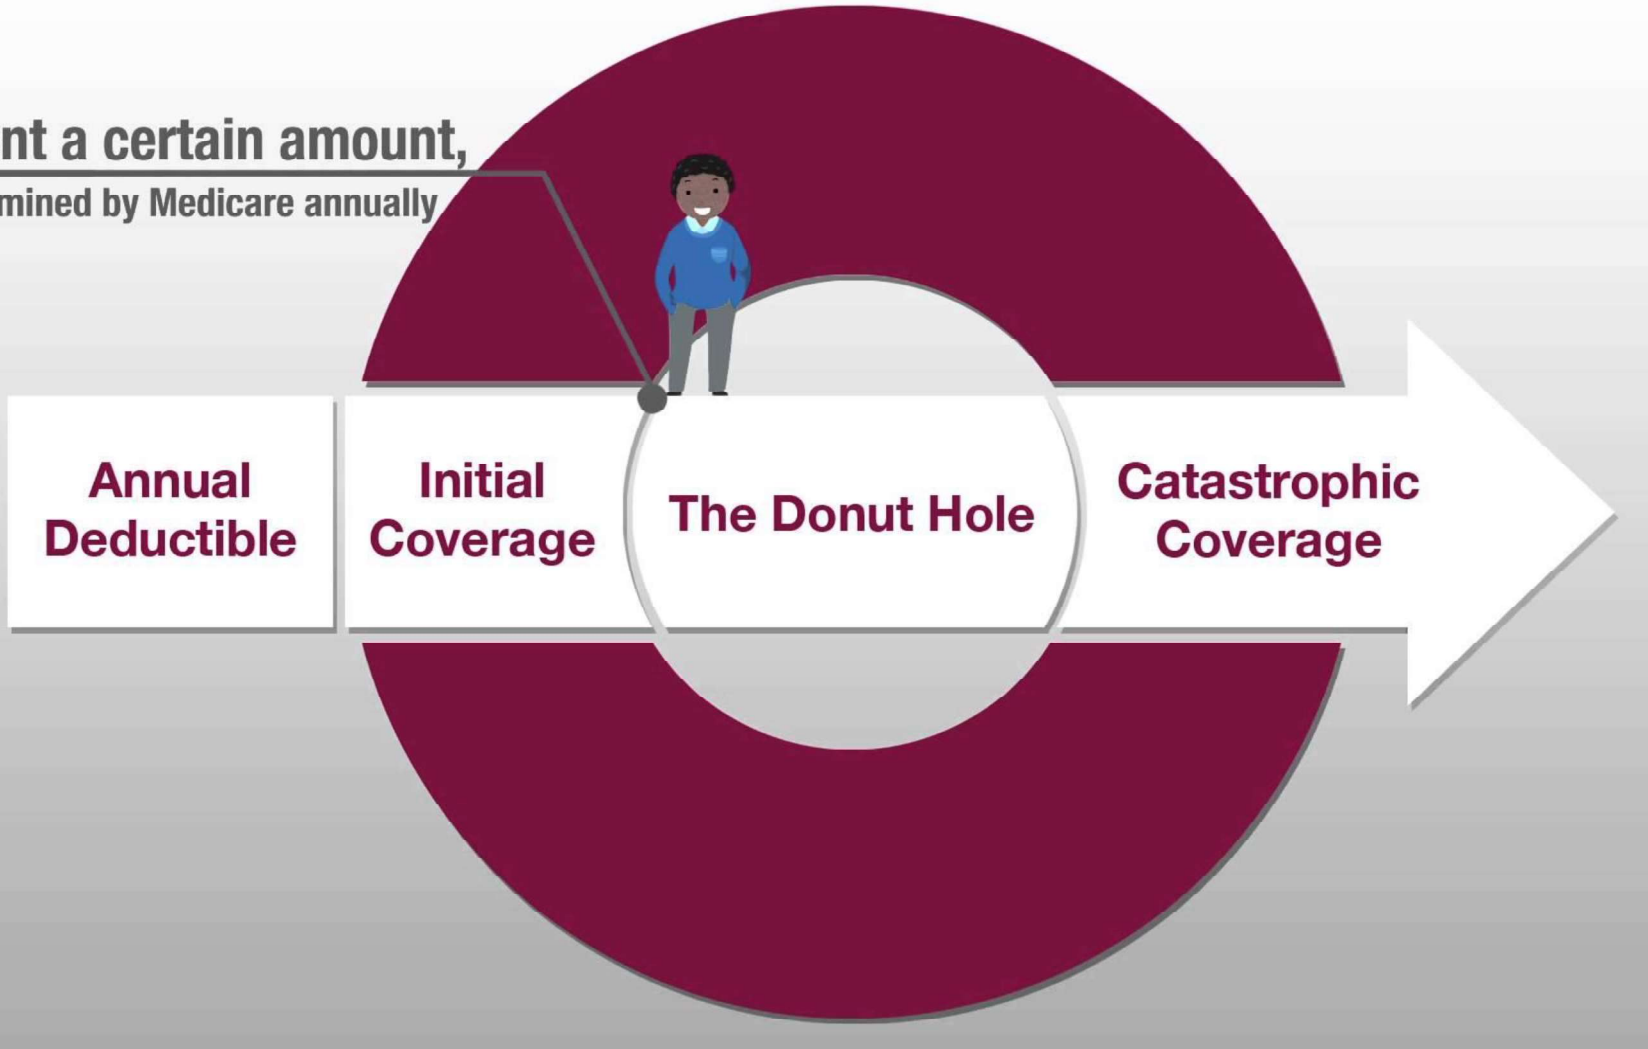 nt a certain amount,
mined by Medicare annually
Annual
Deductible
Initial
Coverage
The Donut Hole
Catastrophic
Coverage